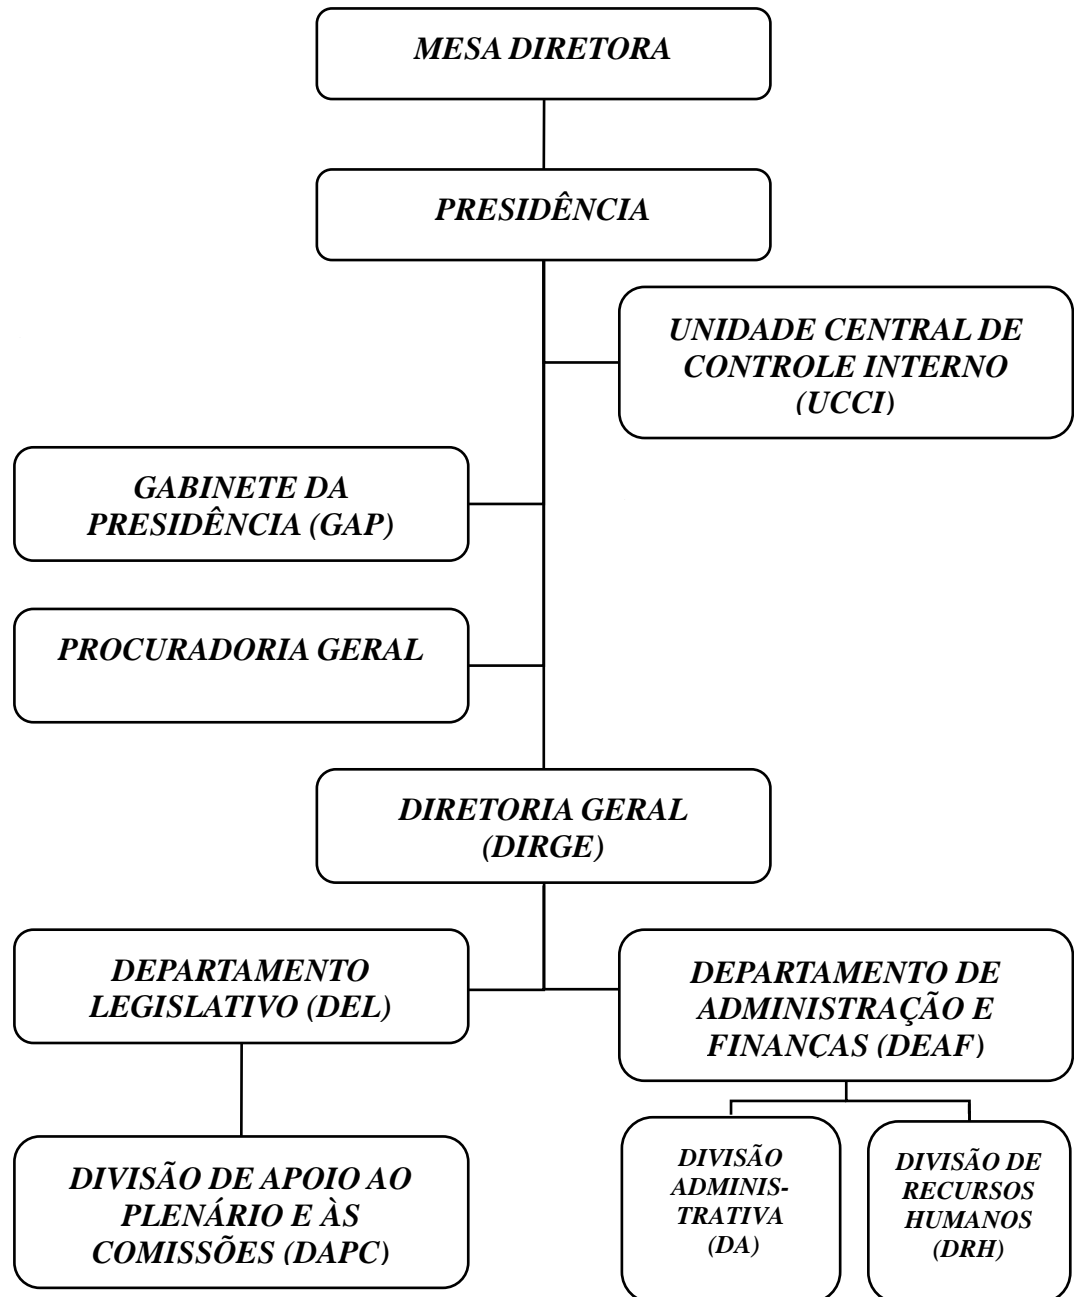 MESA DIRETORA
PRESIDÊNCIA
UNIDADE CENTRAL DE
CONTROLE INTERNO
(UCCI)
GABINETE DA
PRESIDÊNCIA (GAP)
PROCURADORIA GERAL
DIRETORIA GERAL
(DIRGE)
DEPARTAMENTO
LEGISLATIVO (DEL)
DEPARTAMENTO DE
ADMINISTRAÇÃO E
FINANÇAS (DEAF)
DIVISÃO DE APOIO AO
PLENÁRIO E ÀS
COMISSÕES (DAPC)
DIVISÃO
ADMINIS-
TRATIVA
(DA)
DIVISÃO DE
RECURSOS
HUMANOS
(DRH)